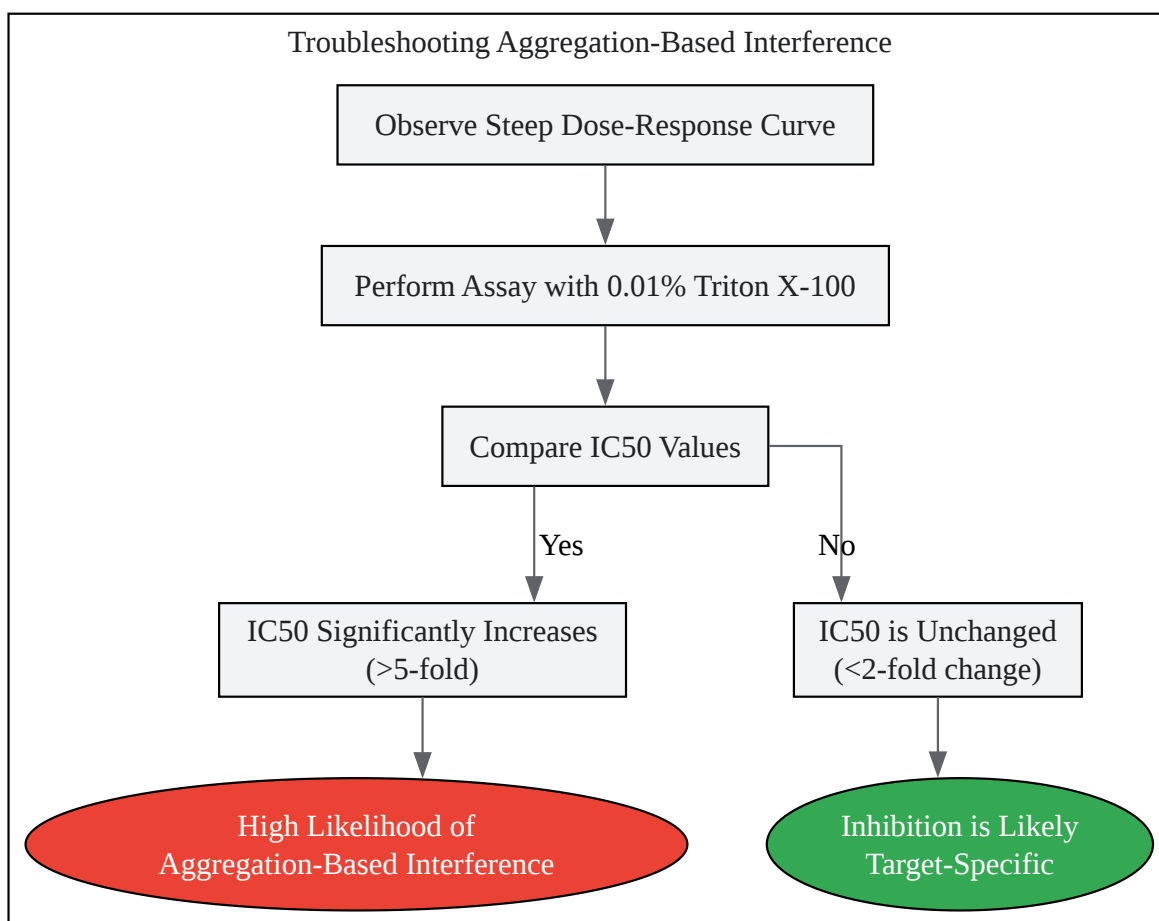 Troubleshooting Aggregation-Based Interference
Observe Steep Dose-Response Curve
Perform Assay with 0.01% Triton X-100
Compare IC50 Values
Yes
No
IC50 Significantly Increases
(>5-fold)
IC50 is Unchanged
(<2-fold change)
High Likelihood of
Aggregation-Based Interference
Inhibition is Likely
Target-Specific